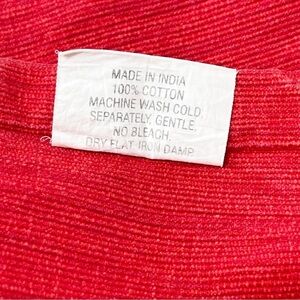 MADE IN INDIA
100% COTTON
MACHINE WASH COLD.
SEPARATELY, GENTLE.
NO BLEACH.
DRY FLAT IRON DAMP